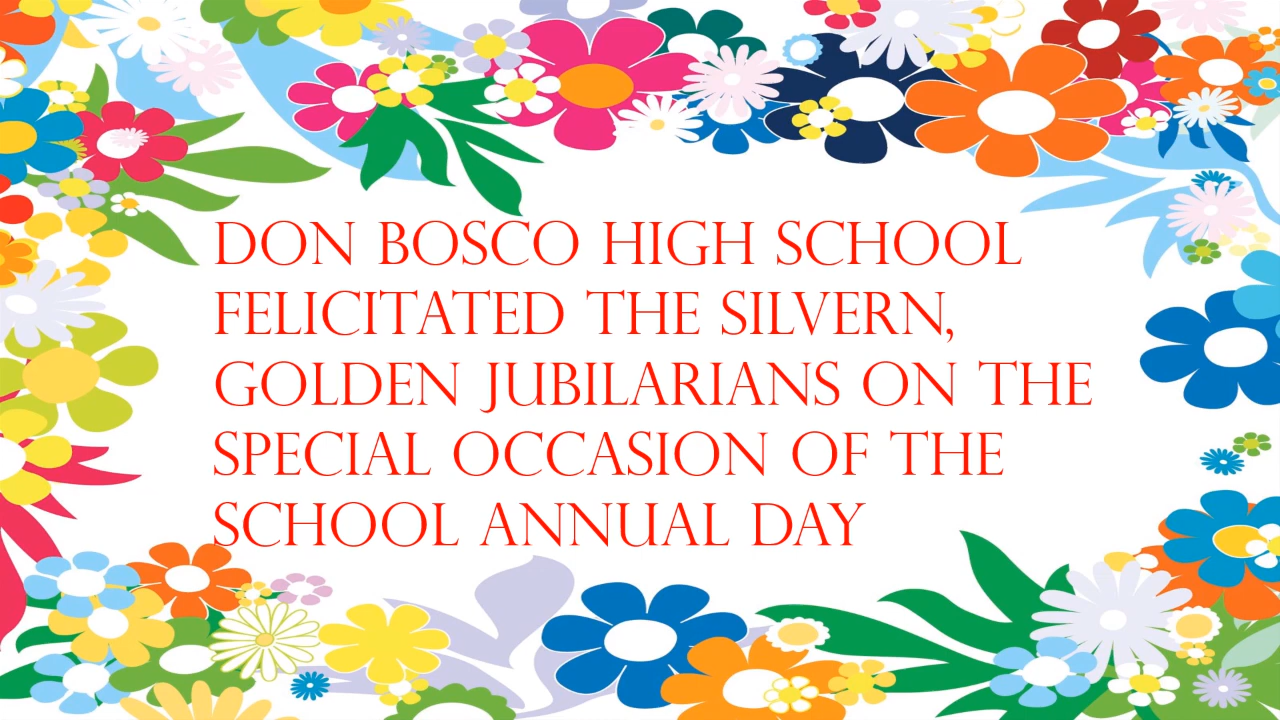 DON BOSCO HIGH SCHOOL
FELICITATED THE SILVERN,
GOLDEN JUBILARIANS ON THE
SPECIAL OCCASION OF THE
SCHOOL ANNUAL DAY